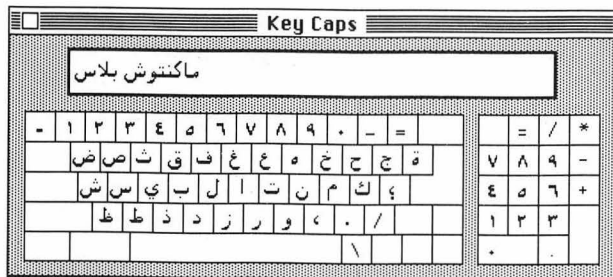 Key Caps
ماكنتوش بلاس
- ١ ٢ ٣ ٤ ٥ ٦ ٧ ٨ ٩ ٠ _ = = / *
ض ص ث ق ف غ ع ه خ ح ج ة ٧ ٨ ٩ -
ش س ي ب ل ا ت ن م ك ؛ ٤ ٥ ٦ +
ظ ط ذ د ز ر و ، . / ١ ٢ ٣
\ ٠ .